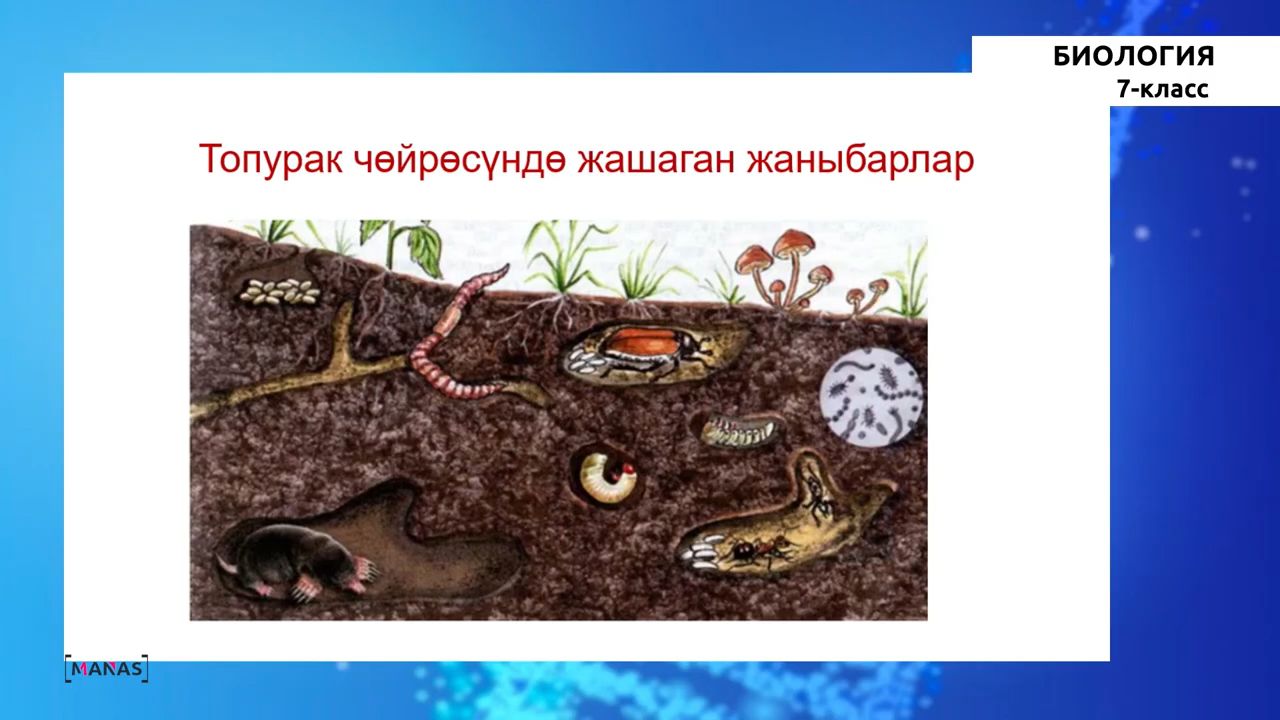 БИОЛОГИЯ
7-класс
Топурак чөйрөсүндө жашаган жаныбарлар
[MANAS]